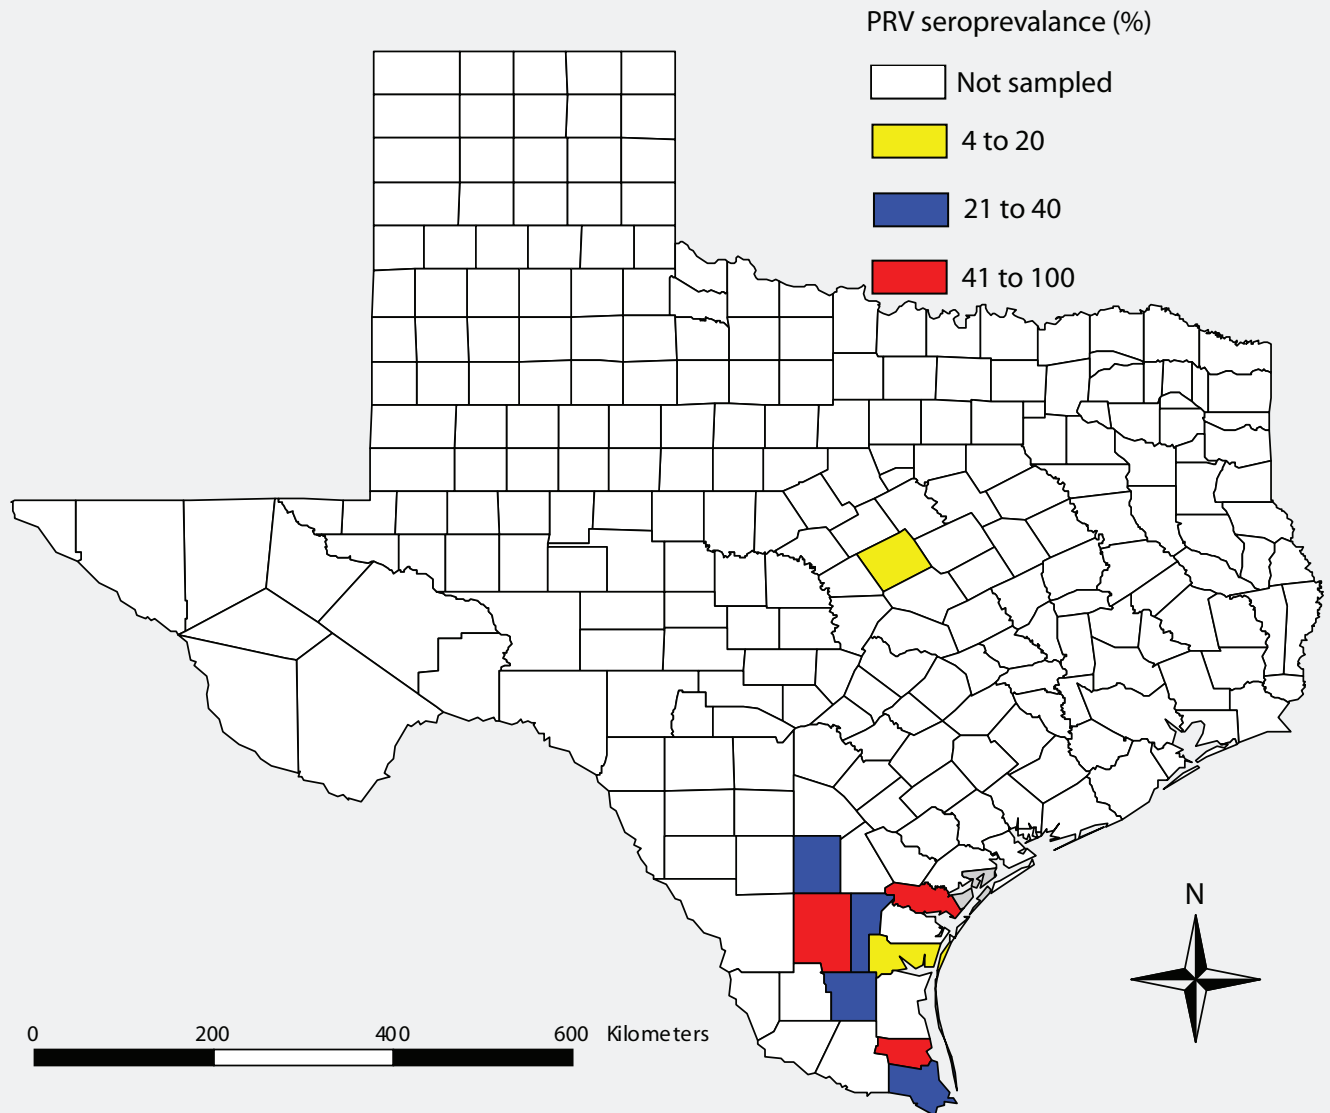 PRV seroprevalance (%)
Not sampled
4 to 20
21 to 40
41 to 100
N
0 200 400 600 Kilometers